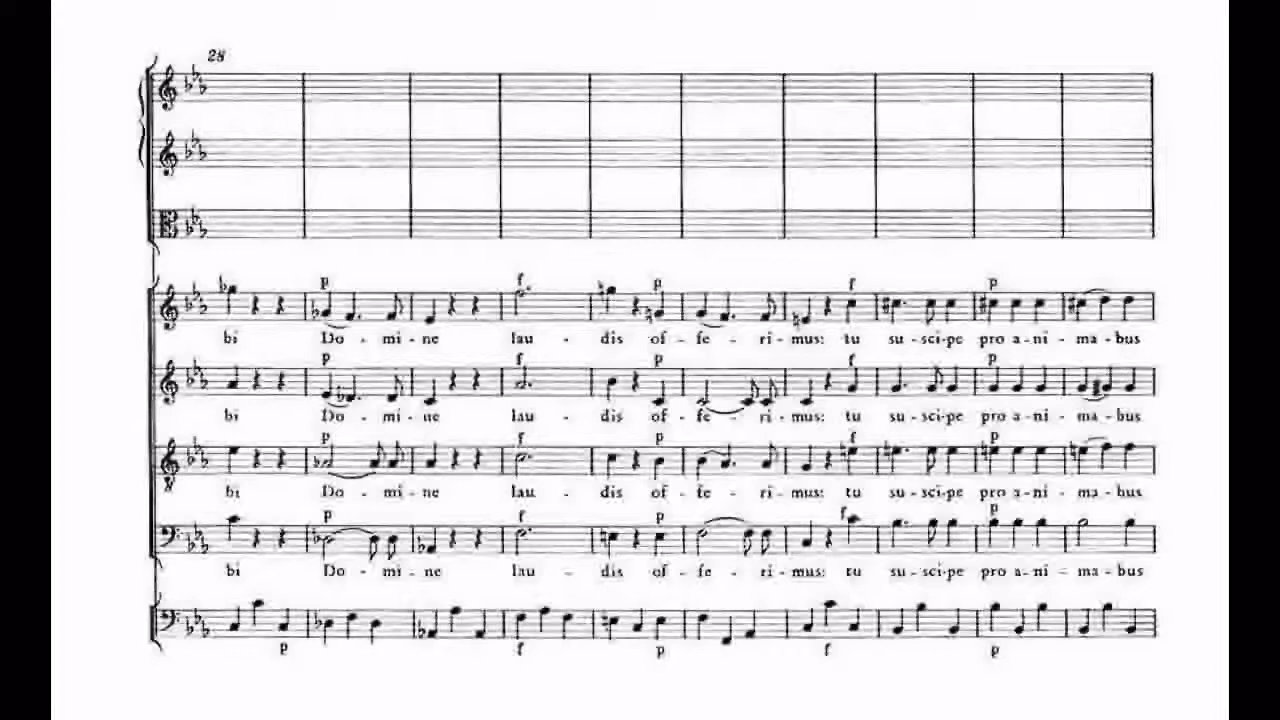 28
p f p f p
bi Do - mi - ne lau - dis of - fe - ri - mus: tu su - sci - pe pro a - ni - ma - bus
p f p f p
bi Do - mi - ne lau - dis of - fe - ri - mus: tu su - sci - pe pro a - ni - ma - bus
p f p f p
bi Do - mi - ne lau - dis of - fe - ri - mus: tu su - sci - pe pro a - ni - ma - bus
p f p f p
bi Do - mi - ne lau - dis of - fe - ri - mus: tu su - sci - pe pro a - ni - ma - bus
p f p f p